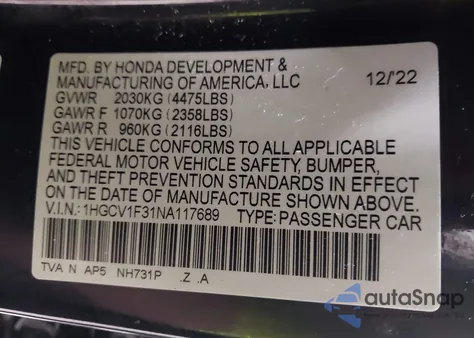 MFD. BY HONDA DEVELOPMENT &
MANUFACTURING OF AMERICA, LLC 12/22
GVWR 2030KG (4475LBS)
GAWR F 1070KG (2358LBS)
GAWR R 960KG (2116LBS)
THIS VEHICLE CONFORMS TO ALL APPLICABLE
FEDERAL MOTOR VEHICLE SAFETY, BUMPER,
AND THEFT PREVENTION STANDARDS IN EFFECT
ON THE DATE OF MANUFACTURE SHOWN ABOVE.
V.I.N.: 1HGCV1F31NA117689 TYPE: PASSENGER CAR
TVA N AP5 NH731P .Z .A
autoSnap